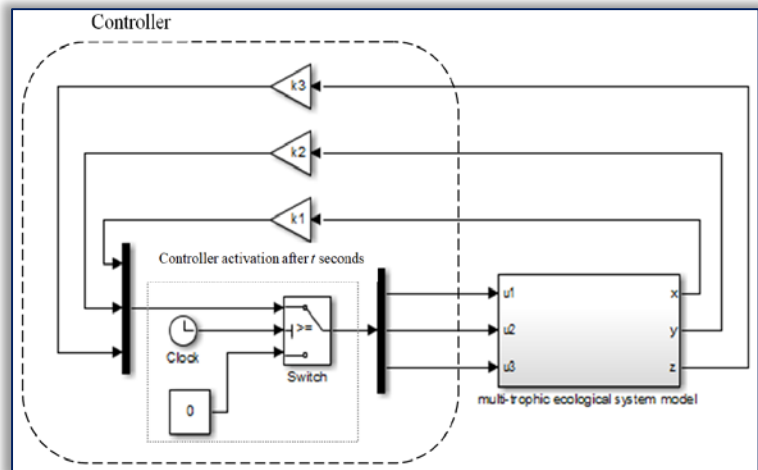 Controller
k3
k2
k1
Controller activation after t seconds
u1
x
>=
u2
y
Clock
u3
z
Switch
0
multi-trophic ecological system model